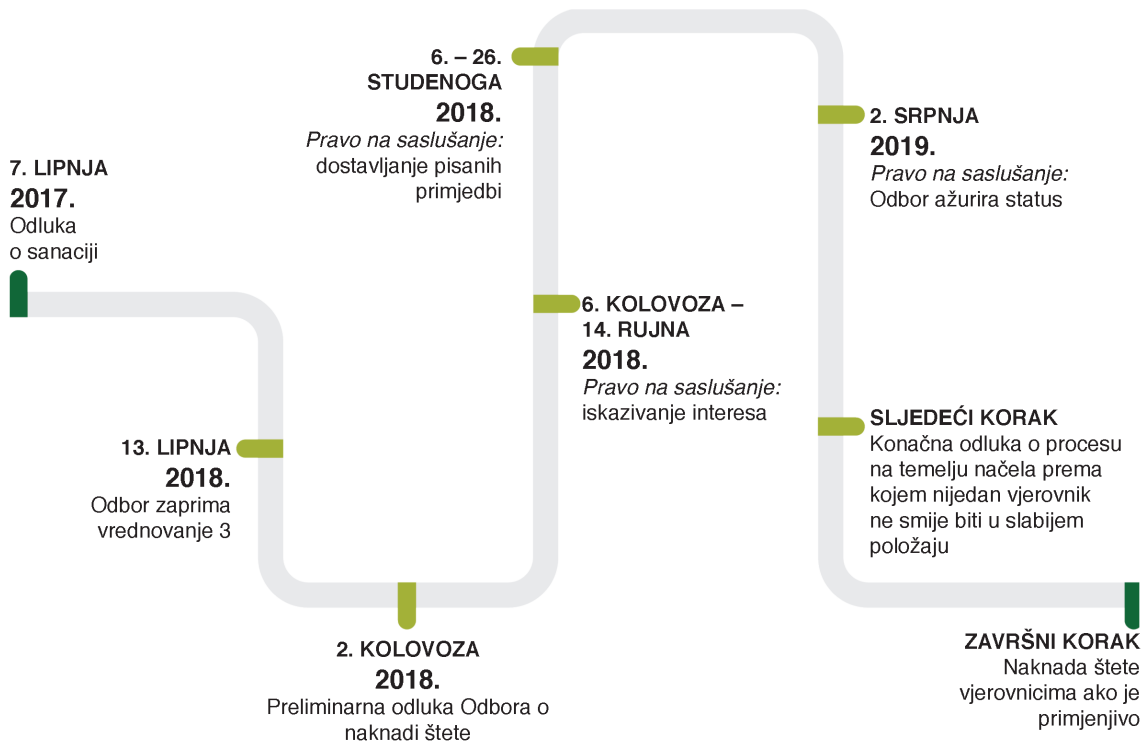 7. LIPNJA
2017.
Odluka
o sanaciji
13. LIPNJA
2018.
Odbor zaprima
vrednovanje 3
2. KOLOVOZA
2018.
Preliminarna odluka Odbora o
naknadi štete
6. KOLOVOZA –
14. RUJNA
2018.
Pravo na saslušanje:
iskazivanje interesa
6. – 26.
STUDENOGA
2018.
Pravo na saslušanje:
dostavljanje pisanih
primjedbi
2. SRPNJA
2019.
Pravo na saslušanje:
Odbor ažurira status
SLJEDEĆI KORAK
Konačna odluka o procesu
na temelju načela prema
kojem nijedan vjerovnik
ne smije biti u slabijem
položaju
ZAVRŠNI KORAK
Naknada štete
vjerovnicima ako je
primjenjivo